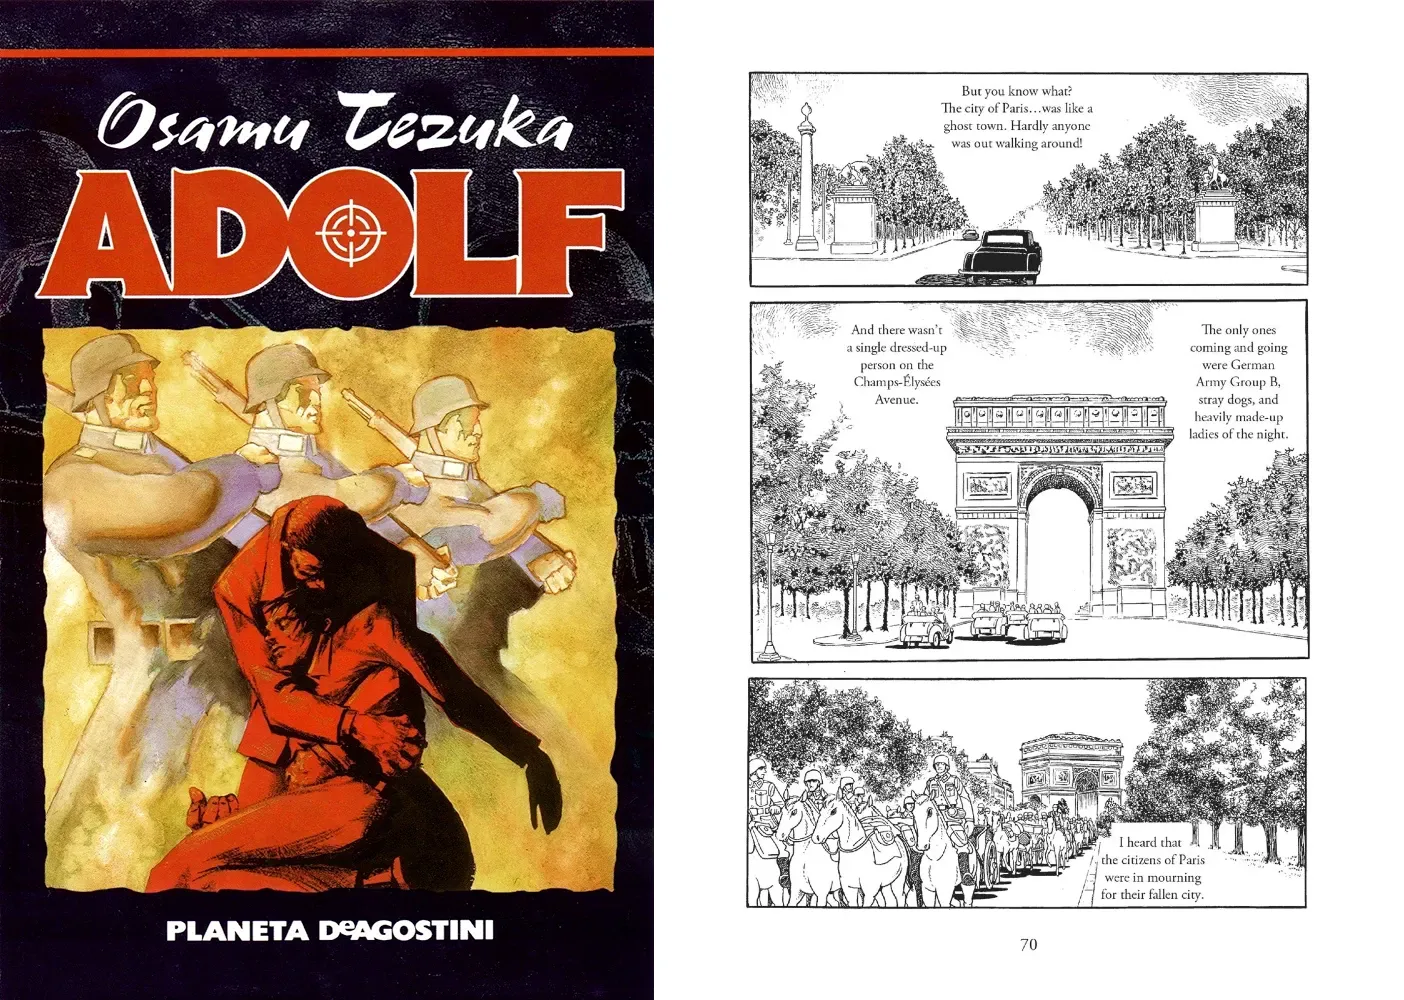 Osamu Tezuka
ADOLF
PLANETA DeAGOSTINI
But you know what?
The city of Paris...was like a
ghost town. Hardly anyone
was out walking around!
And there wasn't
a single dressed-up
person on the
Champs-Élysées
Avenue.
The only ones
coming and going
were German
Army Group B,
stray dogs, and
heavily made-up
ladies of the night.
I heard that
the citizens of Paris
were in mourning
for their fallen city.
70